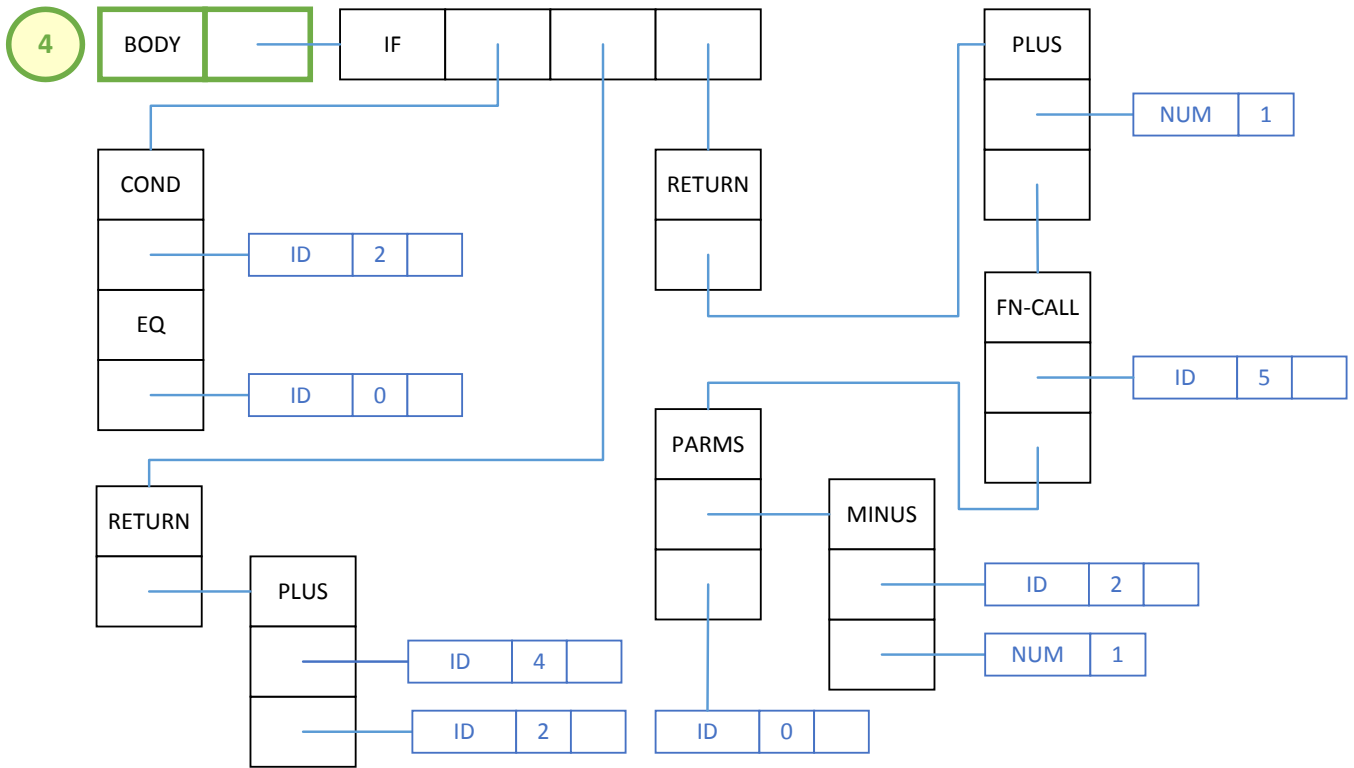 4 BODY IF PLUS
NUM 1
COND RETURN
ID 2
EQ FN-CALL
ID 0 ID 5
PARMS
RETURN MINUS
PLUS ID 2
ID 4 NUM 1
ID 2 ID 0